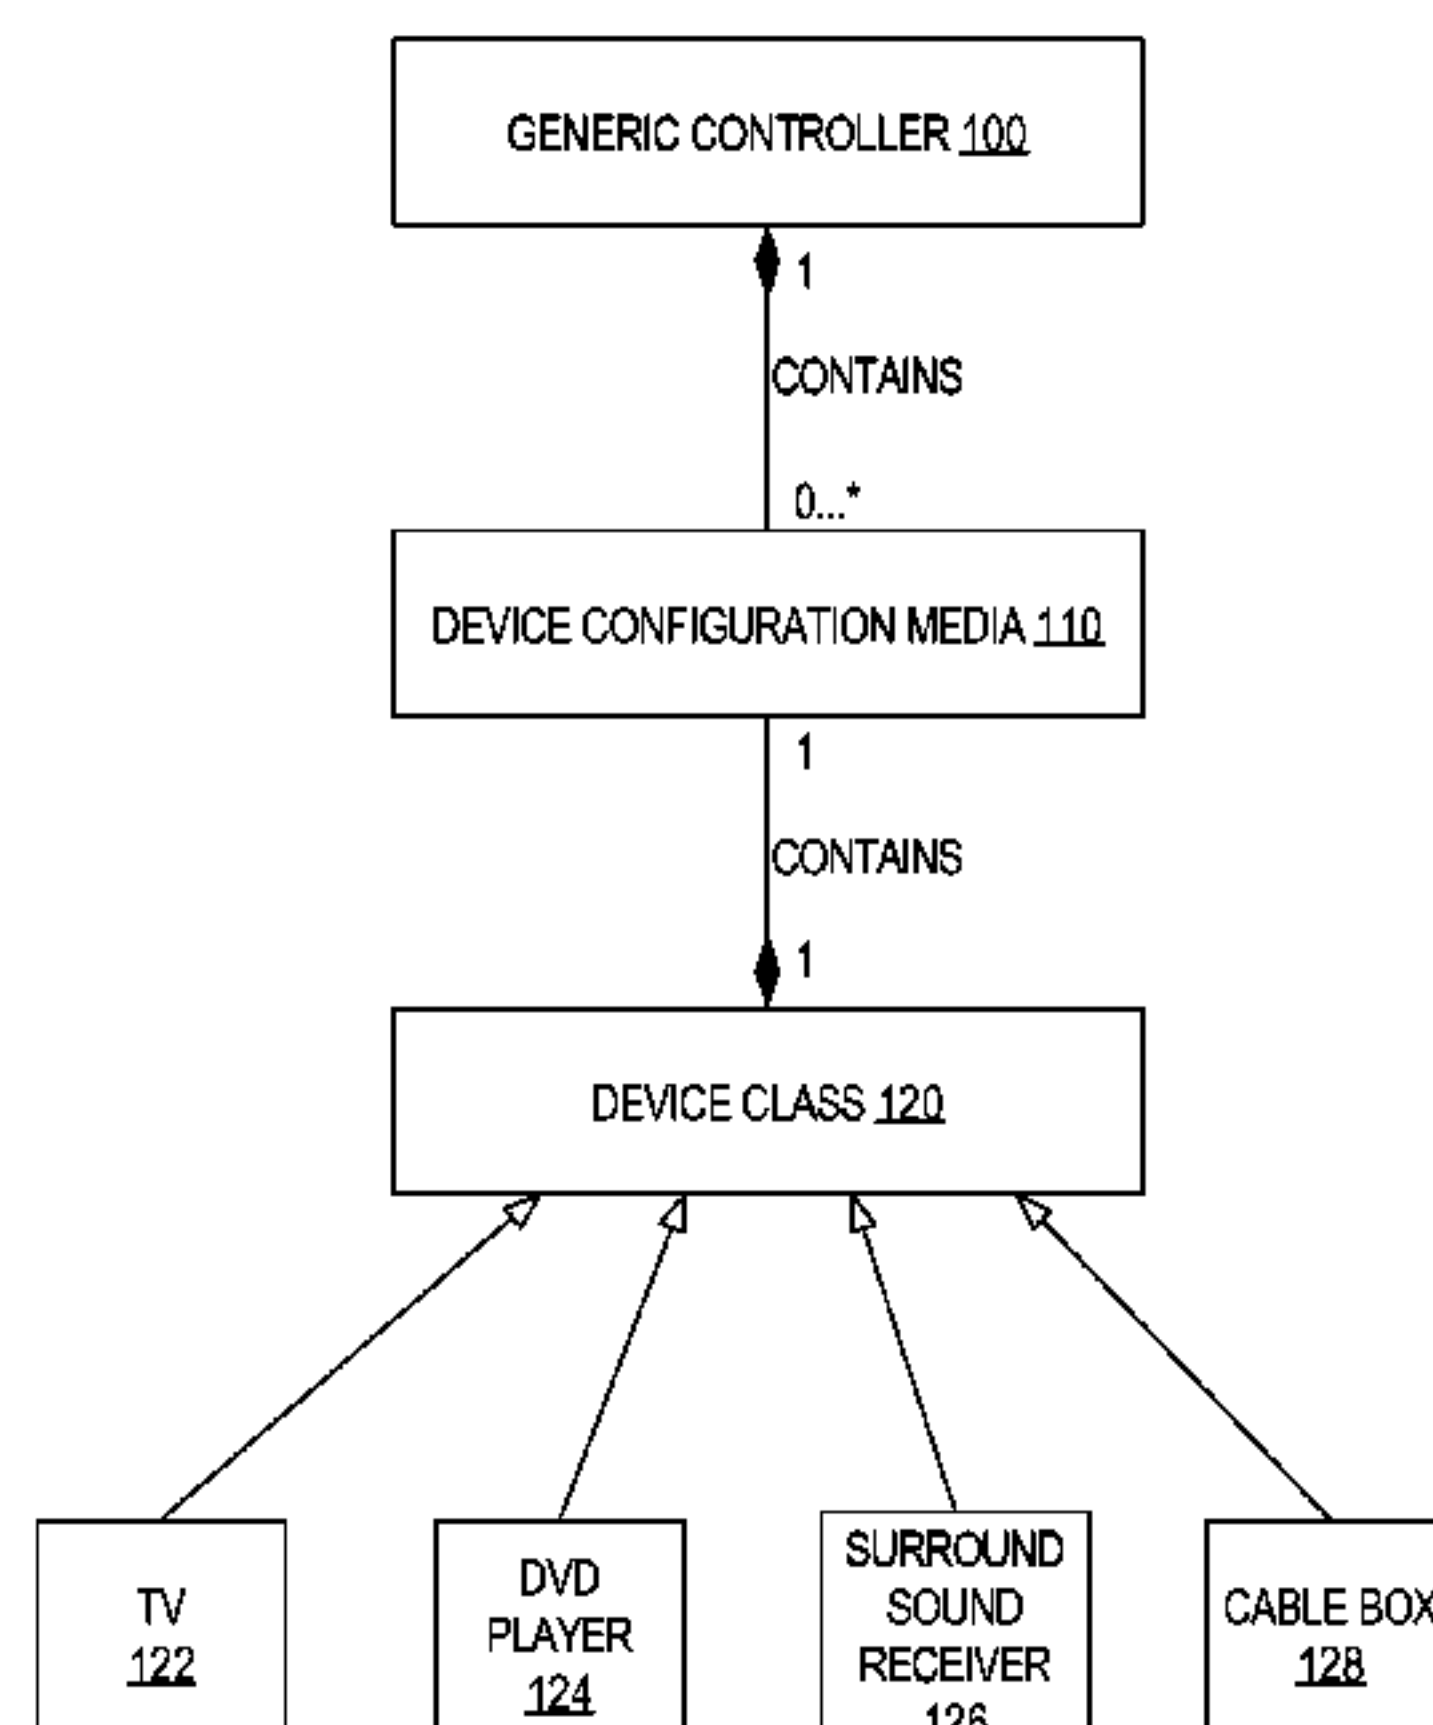 GENERIC CONTROLLER 100
1
CONTAINS
0...*
DEVICE CONFIGURATION MEDIA 110
1
CONTAINS
1
DEVICE CLASS 120
TV
122
DVD
PLAYER
124
SURROUND
SOUND
RECEIVER
126
CABLE BOX
128